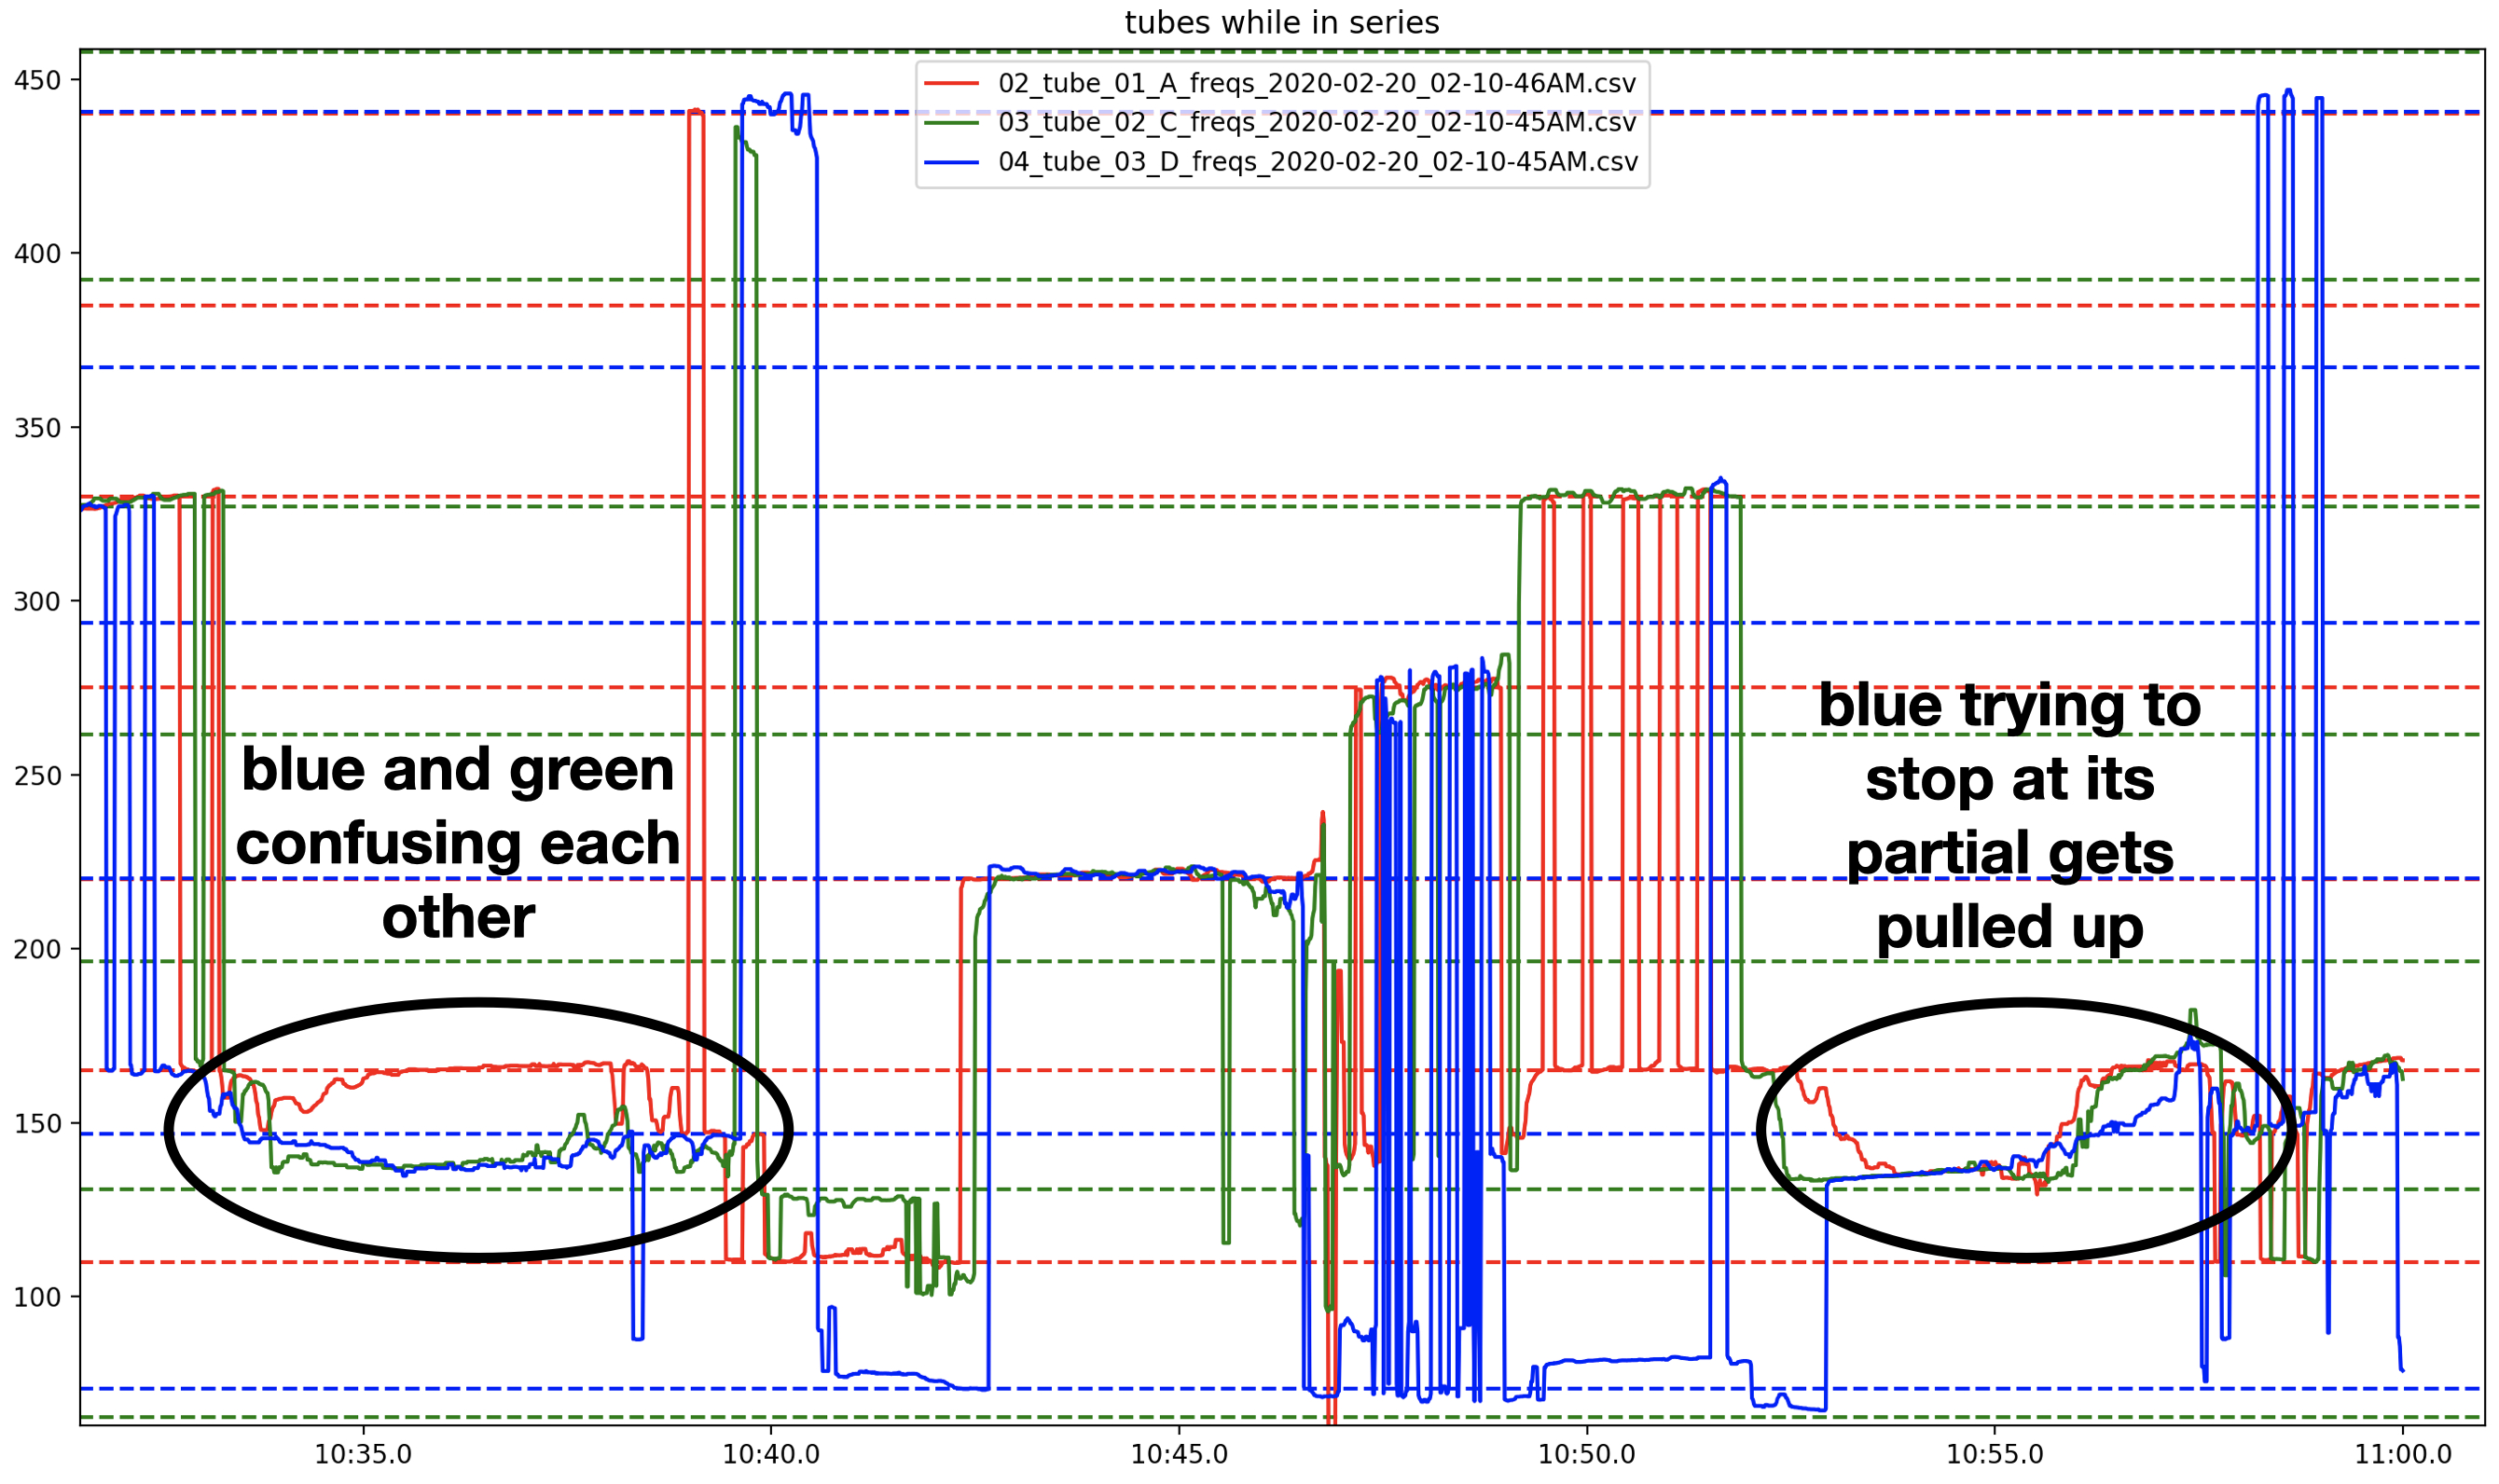 tubes while in series
02_tube_01_A_freqs_2020-02-20_02-10-46AM.csv
03_tube_02_C_freqs_2020-02-20_02-10-45AM.csv
04_tube_03_D_freqs_2020-02-20_02-10-45AM.csv
450
400
350
300
250
200
150
100
blue and green
confusing each
other
blue trying to
stop at its
partial gets
pulled up
10:35.0
10:40.0
10:45.0
10:50.0
10:55.0
11:00.0